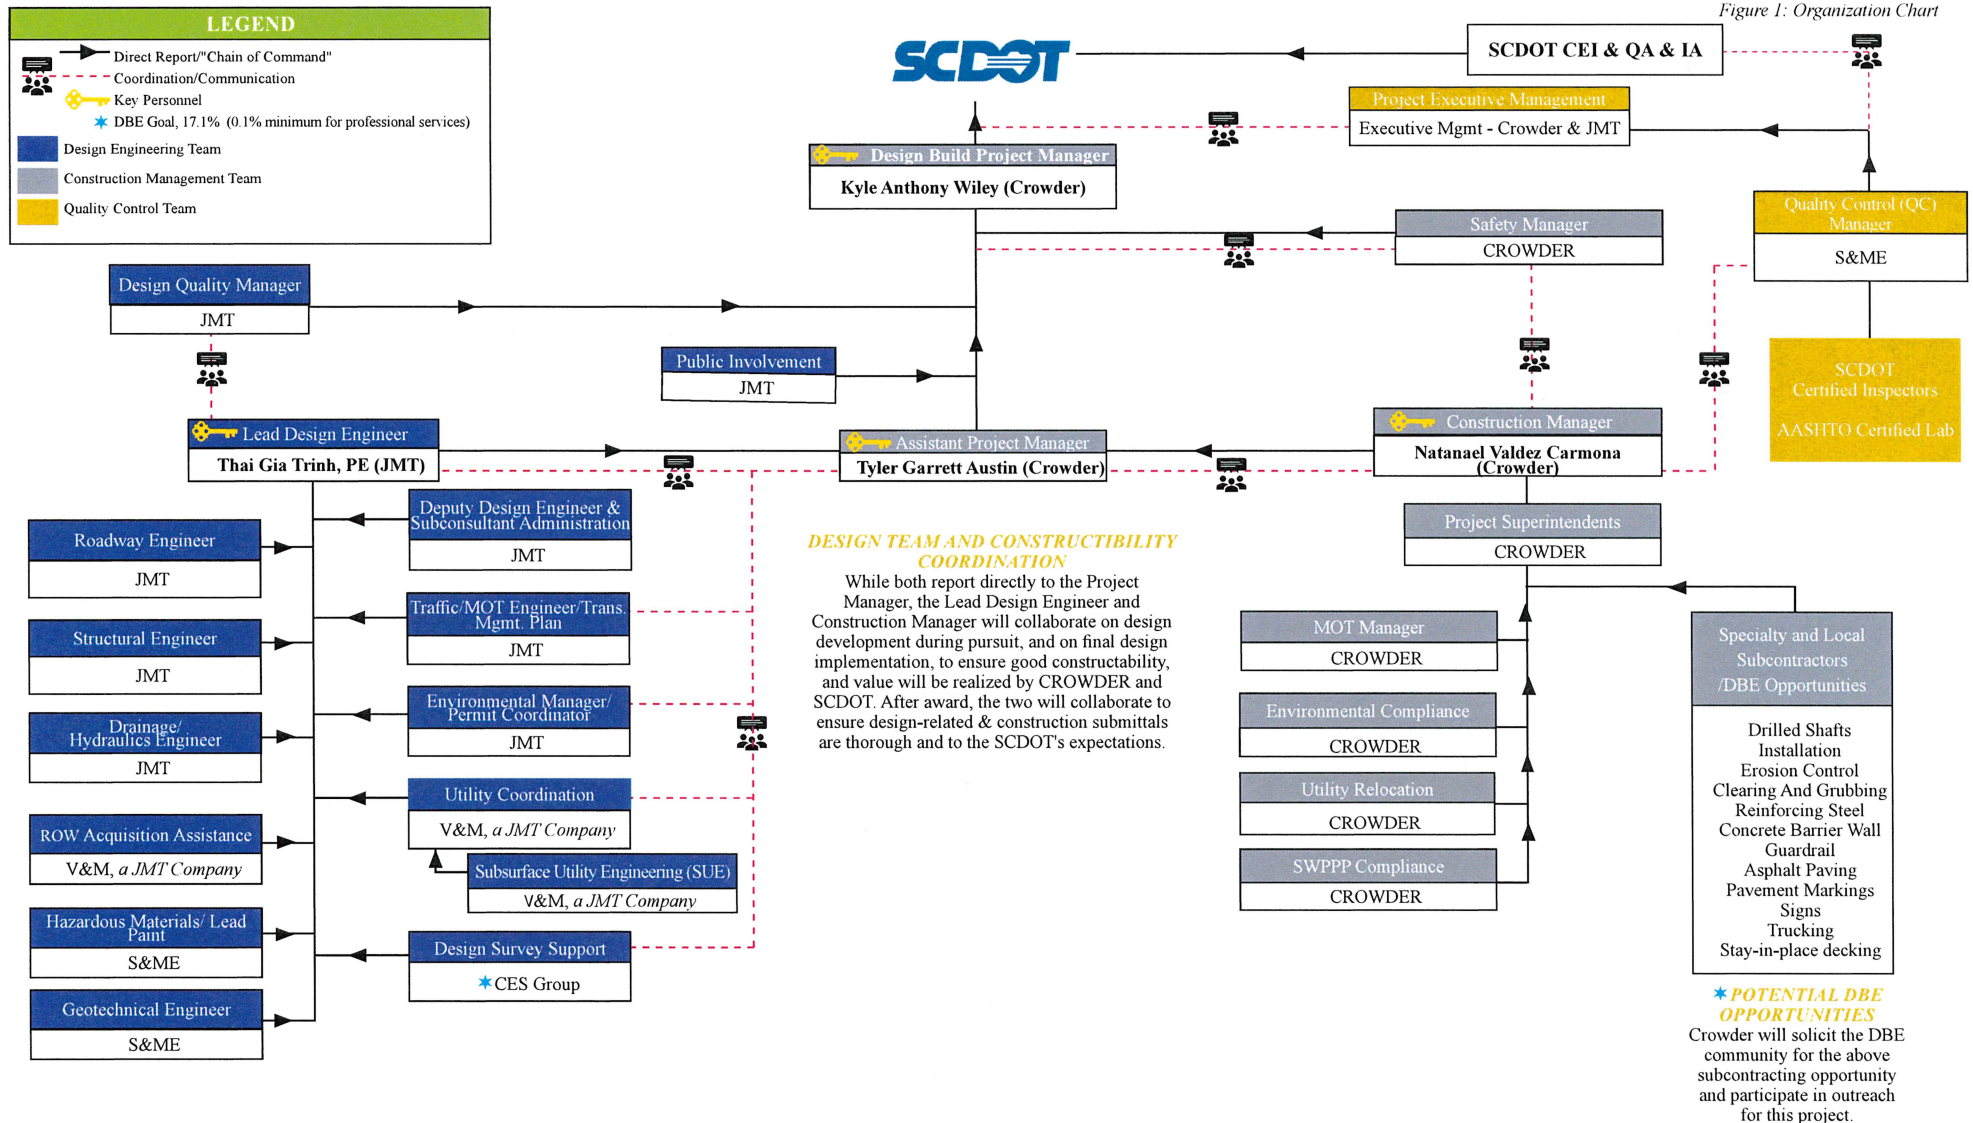 Figure 1: Organization Chart
LEGEND
Direct Report/"Chain of Command"
Coordination/Communication
Key Personnel
DBE Goal, 17.1% (0.1% minimum for professional services)
Design Engineering Team
Construction Management Team
Quality Control Team
SCDOT
SCDOT CEI & QA & IA
Project Executive Management
Executive Mgmt - Crowder & JMT
Design Build Project Manager
Kyle Anthony Wiley (Crowder)
Safety Manager
CROWDER
Quality Control (QC)
Manager
S&ME
SCDOT
Certified Inspectors
AASHTO Certified Lab
Design Quality Manager
JMT
Public Involvement
JMT
Lead Design Engineer
Thai Gia Trinh, PE (JMT)
Assistant Project Manager
Tyler Garrett Austin (Crowder)
Construction Manager
Natanael Valdez Carmona
(Crowder)
Roadway Engineer
JMT
Structural Engineer
JMT
Drainage/
Hydraulics Engineer
JMT
ROW Acquisition Assistance
V&M, a JMT Company
Hazardous Materials/ Lead
Paint
S&ME
Geotechnical Engineer
S&ME
Deputy Design Engineer &
Subconsultant Administration
JMT
Traffic/MOT Engineer/Trans.
Mgmt. Plan
JMT
Environmental Manager/
Permit Coordinator
JMT
Utility Coordination
V&M, a JMT Company
Subsurface Utility Engineering (SUE)
V&M, a JMT Company
Design Survey Support
CES Group
DESIGN TEAM AND CONSTRUCTIBILITY
COORDINATION
While both report directly to the Project
Manager, the Lead Design Engineer and
Construction Manager will collaborate on design
development during pursuit, and on final design
implementation, to ensure good constructability,
and value will be realized by CROWDER and
SCDOT. After award, the two will collaborate to
ensure design-related & construction submittals
are thorough and to the SCDOT's expectations.
Project Superintendents
CROWDER
MOT Manager
CROWDER
Environmental Compliance
CROWDER
Utility Relocation
CROWDER
SWPPP Compliance
CROWDER
Specialty and Local
Subcontractors
/DBE Opportunities
Drilled Shafts
Installation
Erosion Control
Clearing And Grubbing
Reinforcing Steel
Concrete Barrier Wall
Guardrail
Asphalt Paving
Pavement Markings
Signs
Trucking
Stay-in-place decking
POTENTIAL DBE
OPPORTUNITIES
Crowder will solicit the DBE
community for the above
subcontracting opportunity
and participate in outreach
for this project.